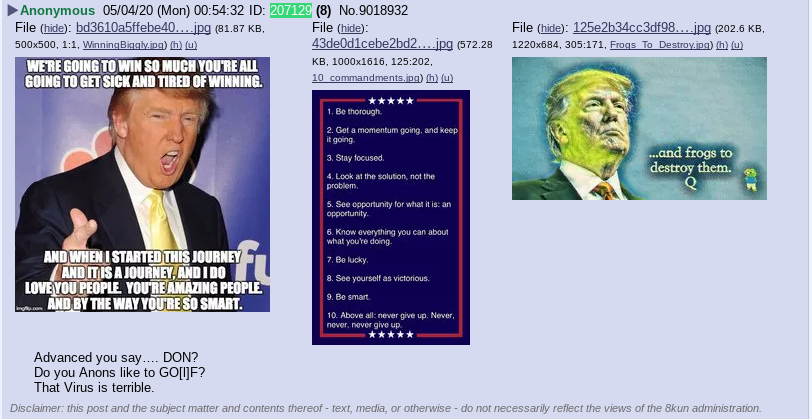 ▶Anonymous 05/04/20 (Mon) 00:54:32 ID: 207129 (8) No.9018932
File (hide): bd3610a5ffebe40….jpg (81.87 KB,
500x500, 1:1, WinningBiggly.jpg) (h) (u)
WE'RE GOING TO WIN SO MUCH YOU'RE ALL
GOING TO GET SICK AND TIRED OF WINNING.
AND WHEN I STARTED THIS JOURNEY
AND IT IS A JOURNEY, AND I DO
LOVE YOU PEOPLE. YOU'RE AMAZING PEOPLE.
AND BY THE WAY YOU'RE SO SMART.
imgflip.com
File (hide):
43de0d1cebe2bd2….jpg (572.28
KB, 1000x1616, 125:202,
10_commandments.jpg) (h) (u)
★★★★★
1. Be thorough.
2. Get a momentum going, and keep
it going.
3. Stay focused.
4. Look at the solution, not the
problem.
5. See opportunity for what it is: an
opportunity.
6. Know everything you can about
what you're doing.
7. Be lucky.
8. See yourself as victorious.
9. Be smart.
10. Above all: never give up. Never,
never, never give up.
★★★★★
File (hide): 125e2b34cc3df98….jpg (202.6 KB,
1220x684, 305:171, Frogs_To_Destroy.jpg) (h) (u)
...and frogs to
destroy them.
Q
Advanced you say…. DON?
Do you Anons like to GO[l]F?
That Virus is terrible.
Disclaimer: this post and the subject matter and contents thereof - text, media, or otherwise - do not necessarily reflect the views of the 8kun administration.